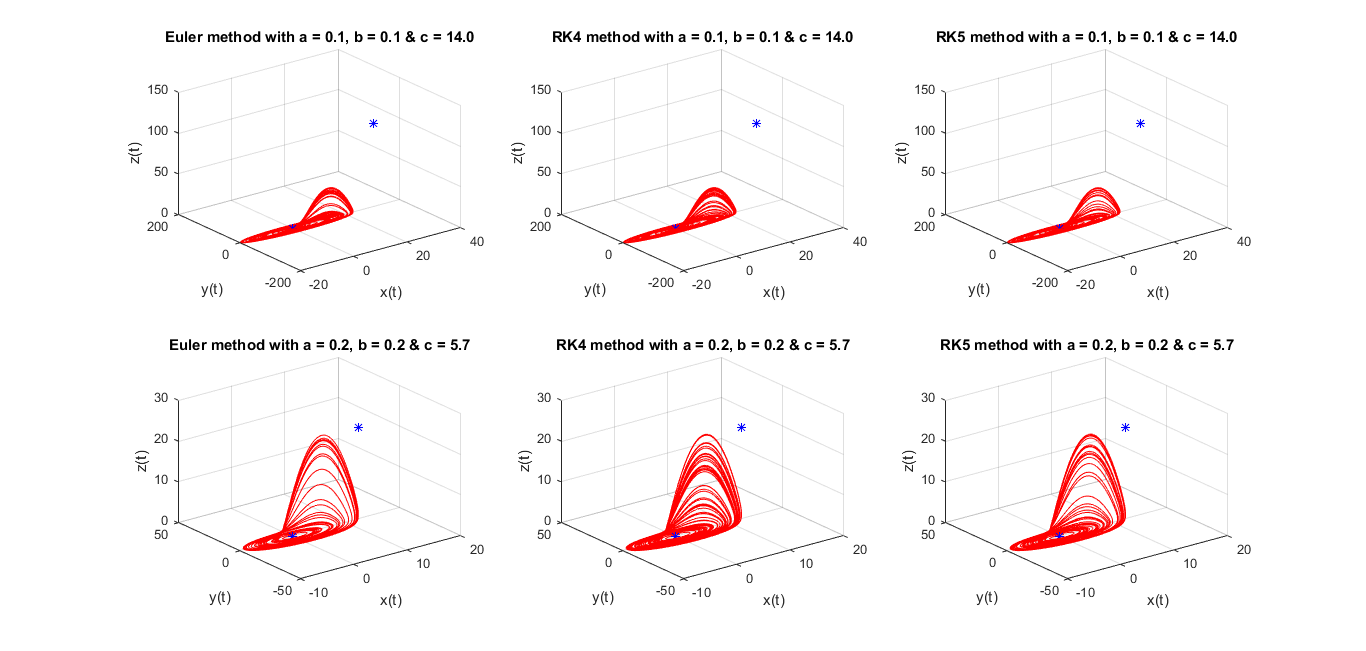 Euler method with a = 0.1, b = 0.1 & c = 14.0
150
100
50
0
z(t)
200
0
-200
y(t)
-20
0
20
40
x(t)
RK4 method with a = 0.1, b = 0.1 & c = 14.0
150
100
50
0
z(t)
200
0
-200
y(t)
-20
0
20
40
x(t)
RK5 method with a = 0.1, b = 0.1 & c = 14.0
150
100
50
0
z(t)
200
0
-200
y(t)
-20
0
20
40
x(t)
Euler method with a = 0.2, b = 0.2 & c = 5.7
30
20
10
0
z(t)
50
0
-50
y(t)
-10
0
10
20
x(t)
RK4 method with a = 0.2, b = 0.2 & c = 5.7
30
20
10
0
z(t)
50
0
-50
y(t)
-10
0
10
20
x(t)
RK5 method with a = 0.2, b = 0.2 & c = 5.7
30
20
10
0
z(t)
50
0
-50
y(t)
-10
0
10
20
x(t)